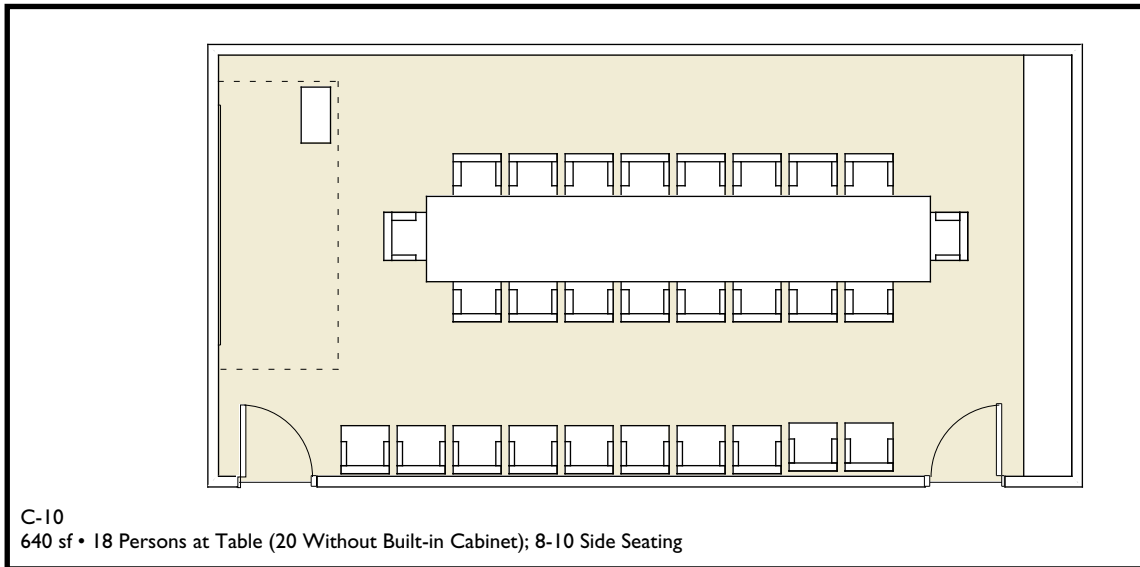 C-10
640 sf • 18 Persons at Table (20 Without Built-in Cabinet); 8-10 Side Seating